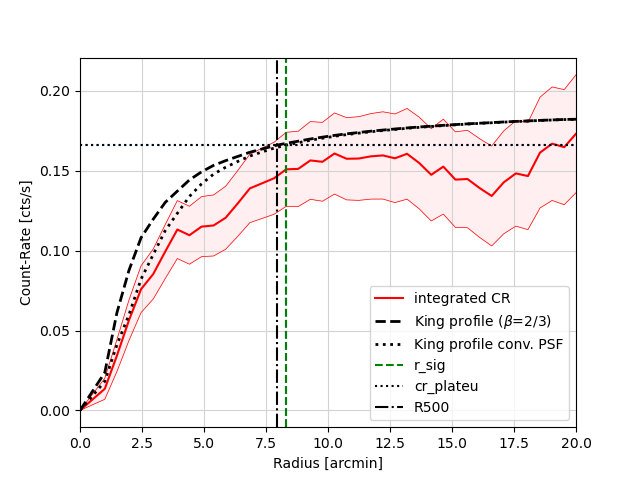 0.20
0.15
0.10
0.05
0.00
Count-Rate [cts/s]
integrated CR
King profile (β=2/3)
King profile conv. PSF
r_sig
cr_plateu
R500
0.0 2.5 5.0 7.5 10.0 12.5 15.0 17.5 20.0
Radius [arcmin]